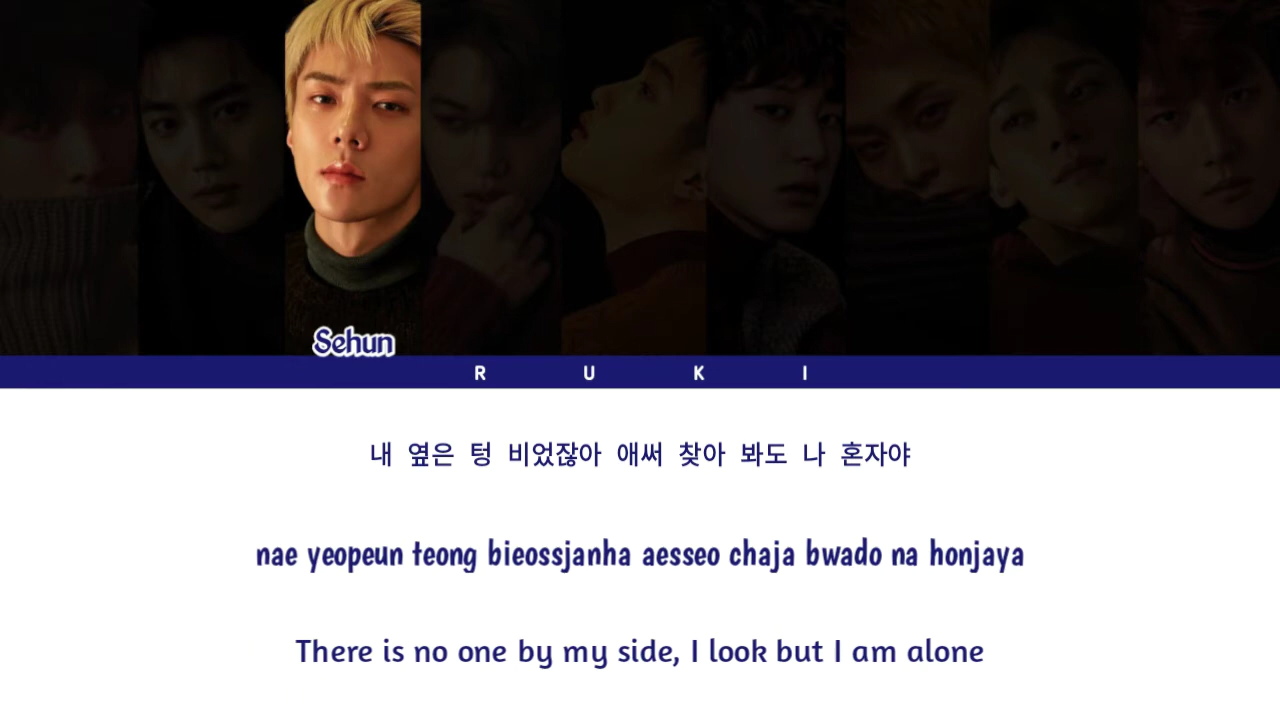 Sehun
R U K I
내 옆은 텅 비었잖아 애써 찾아 봐도 나 혼자야
nae yeopeun teong bieossjanha aesseo chaja bwado na honjaya
There is no one by my side, I look but I am alone